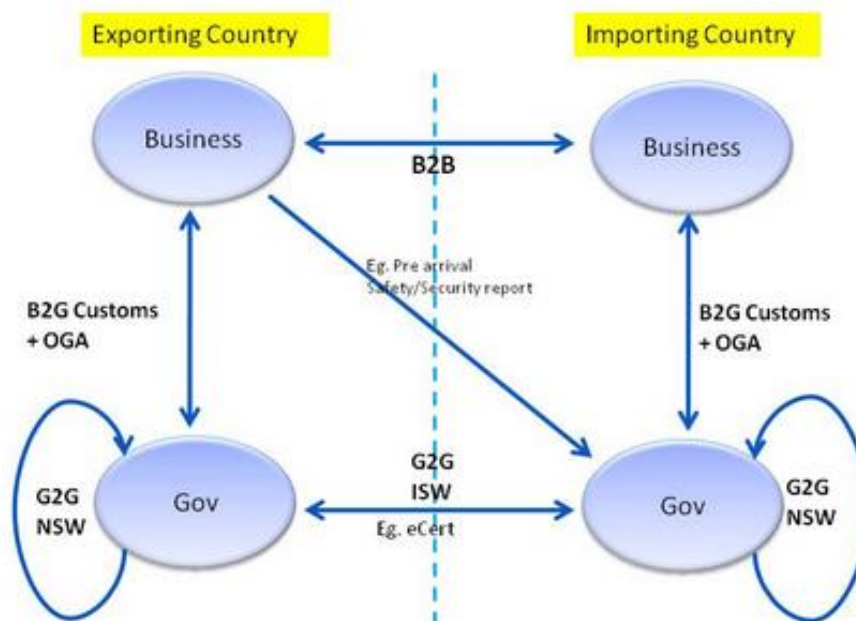 Exporting Country
Importing Country
Business
Business
B2B
Eg. Pre arrival
Safety/Security report
B2G Customs
+ OGA
B2G Customs
+ OGA
G2G
NSW
Gov
G2G
ISW
Eg. eCert
Gov
G2G
NSW